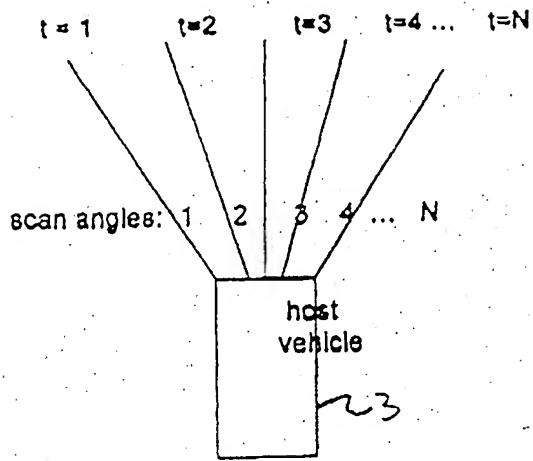 t = 1 t=2 t=3 t=4 ... t=N
scan angles: 1 2 3 4 ... N
host
vehicle
23